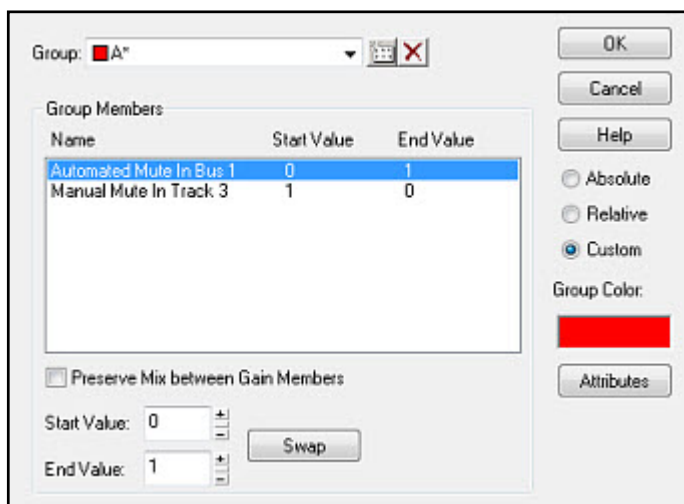 Group: A*
OK
Cancel
Help
Group Members
Name Start Value End Value
Automated Mute In Bus 1 0 1
Manual Mute In Track 3 1 0
Absolute
Relative
Custom
Group Color:
Attributes
Preserve Mix between Gain Members
Start Value: 0
Swap
End Value: 1